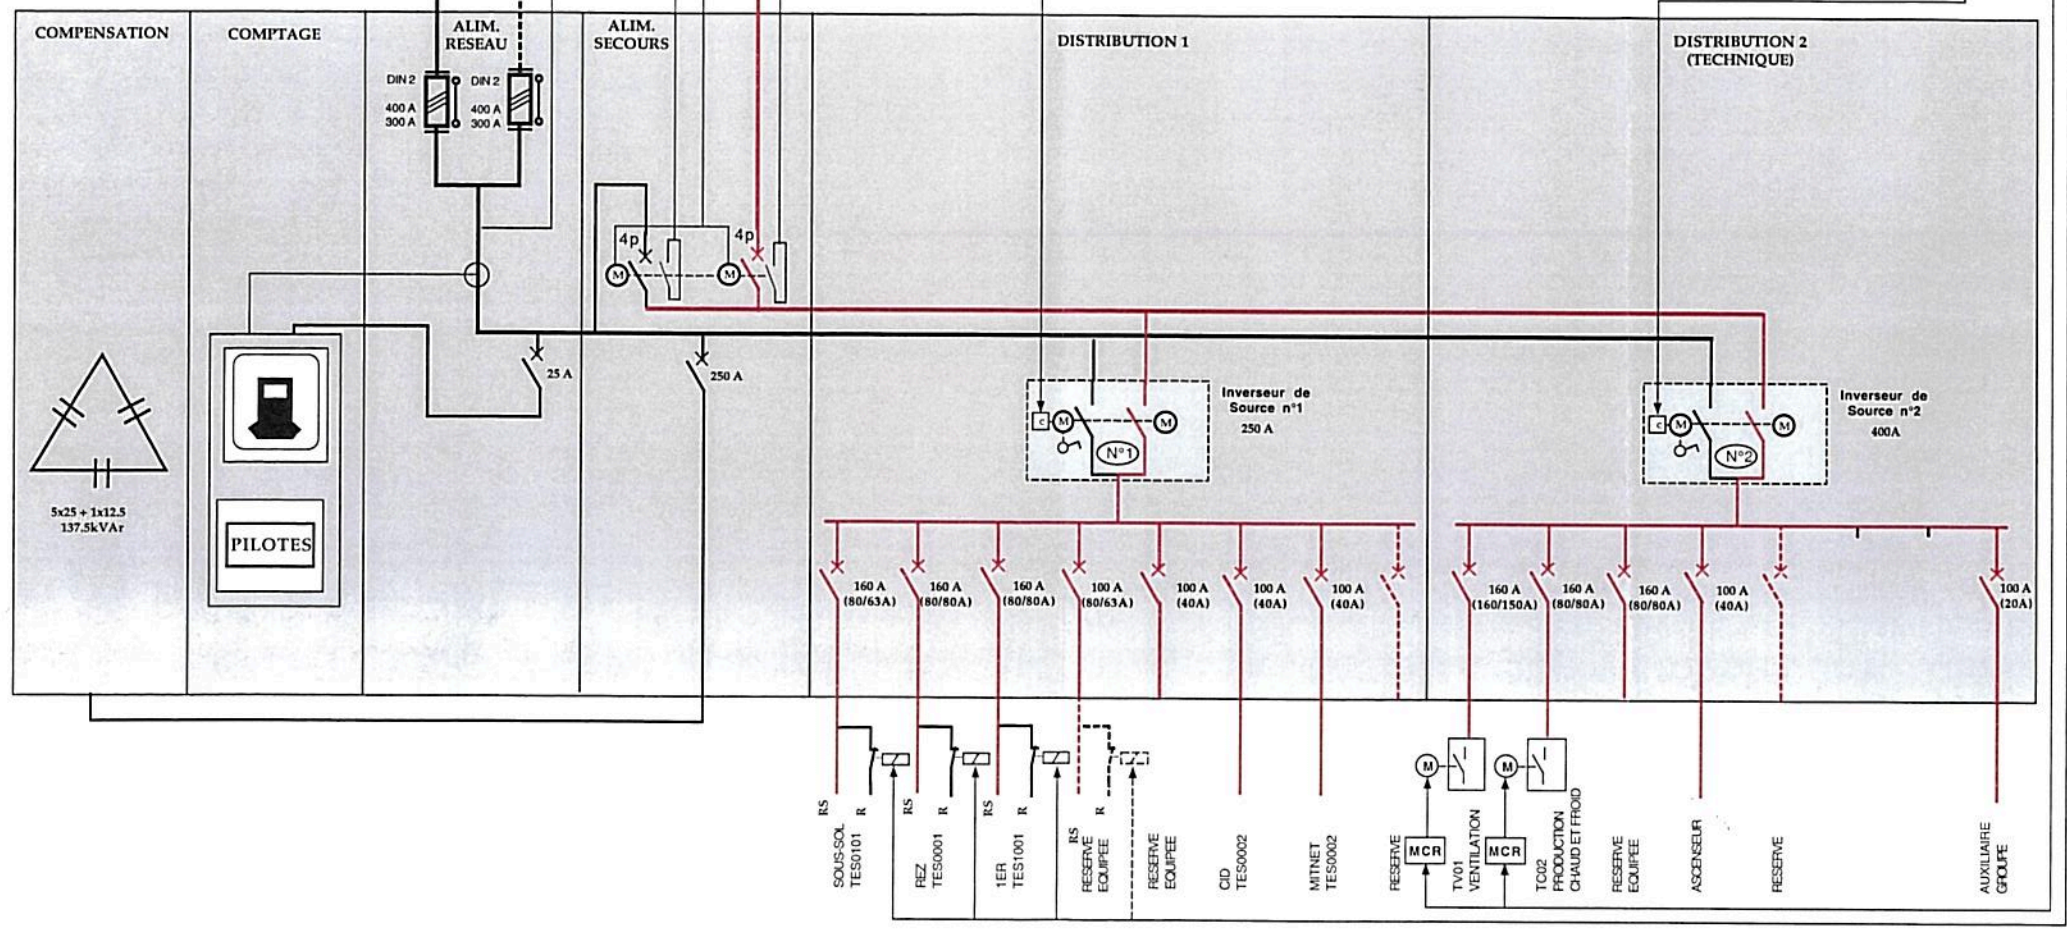 COMPENSATION
COMPTAGE
ALIM.
RESEAU
ALIM.
SECOURS
DISTRIBUTION 1
DISTRIBUTION 2
(TECHNIQUE)
DIN 2
400 A
300 A
DIN 2
400 A
300 A
4p
4p
M
M
25 A
250 A
5x25 + 1x12.5
137.5kVAr
PILOTES
c
M
M
N°1
Inverseur de
Source n°1
250 A
c
M
M
N°2
Inverseur de
Source n°2
400A
160 A
(80/63A)
160 A
(80/80A)
160 A
(80/80A)
100 A
(80/63A)
100 A
(40A)
100 A
(40A)
100 A
(40A)
160 A
(160/150A)
160 A
(80/80A)
160 A
(80/80A)
100 A
(40A)
100 A
(20A)
RS
R
RS
R
RS
R
RS
R
M
M
MCR
MCR
SOUS-SOL
TES0101
REZ
TES0001
1ER
TES1001
RESERVE
EQUIPEE
RESERVE
EQUIPEE
CID
TES0002
MITNET
TES0002
RESERVE
TV01
VENTILATION
TC02
PRODUCTION
CHAUD ET FROID
RESERVE
EQUIPEE
ASCENSEUR
RESERVE
AUXILIAIRE
GROUPE